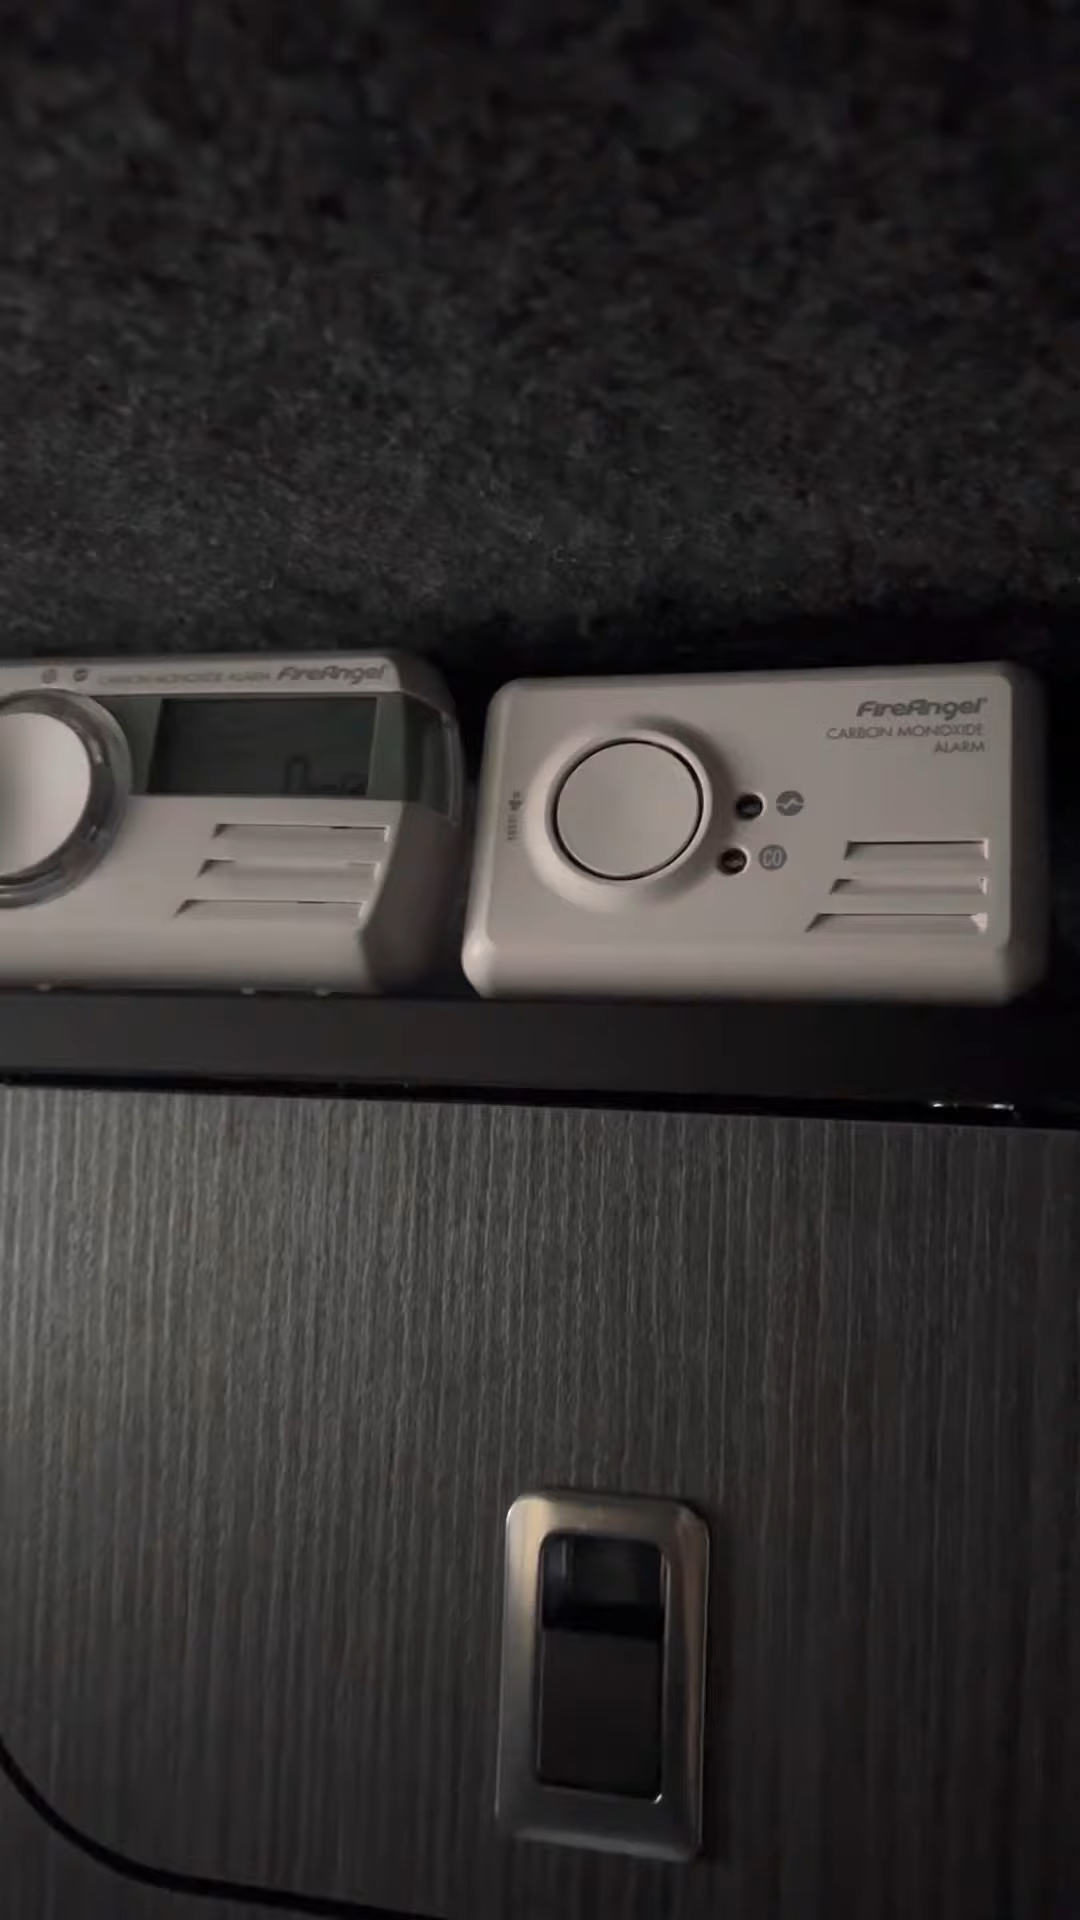 CARBON MONOXIDE ALARM FireAngel
FireAngel
CARBON MONOXIDE
ALARM
CO